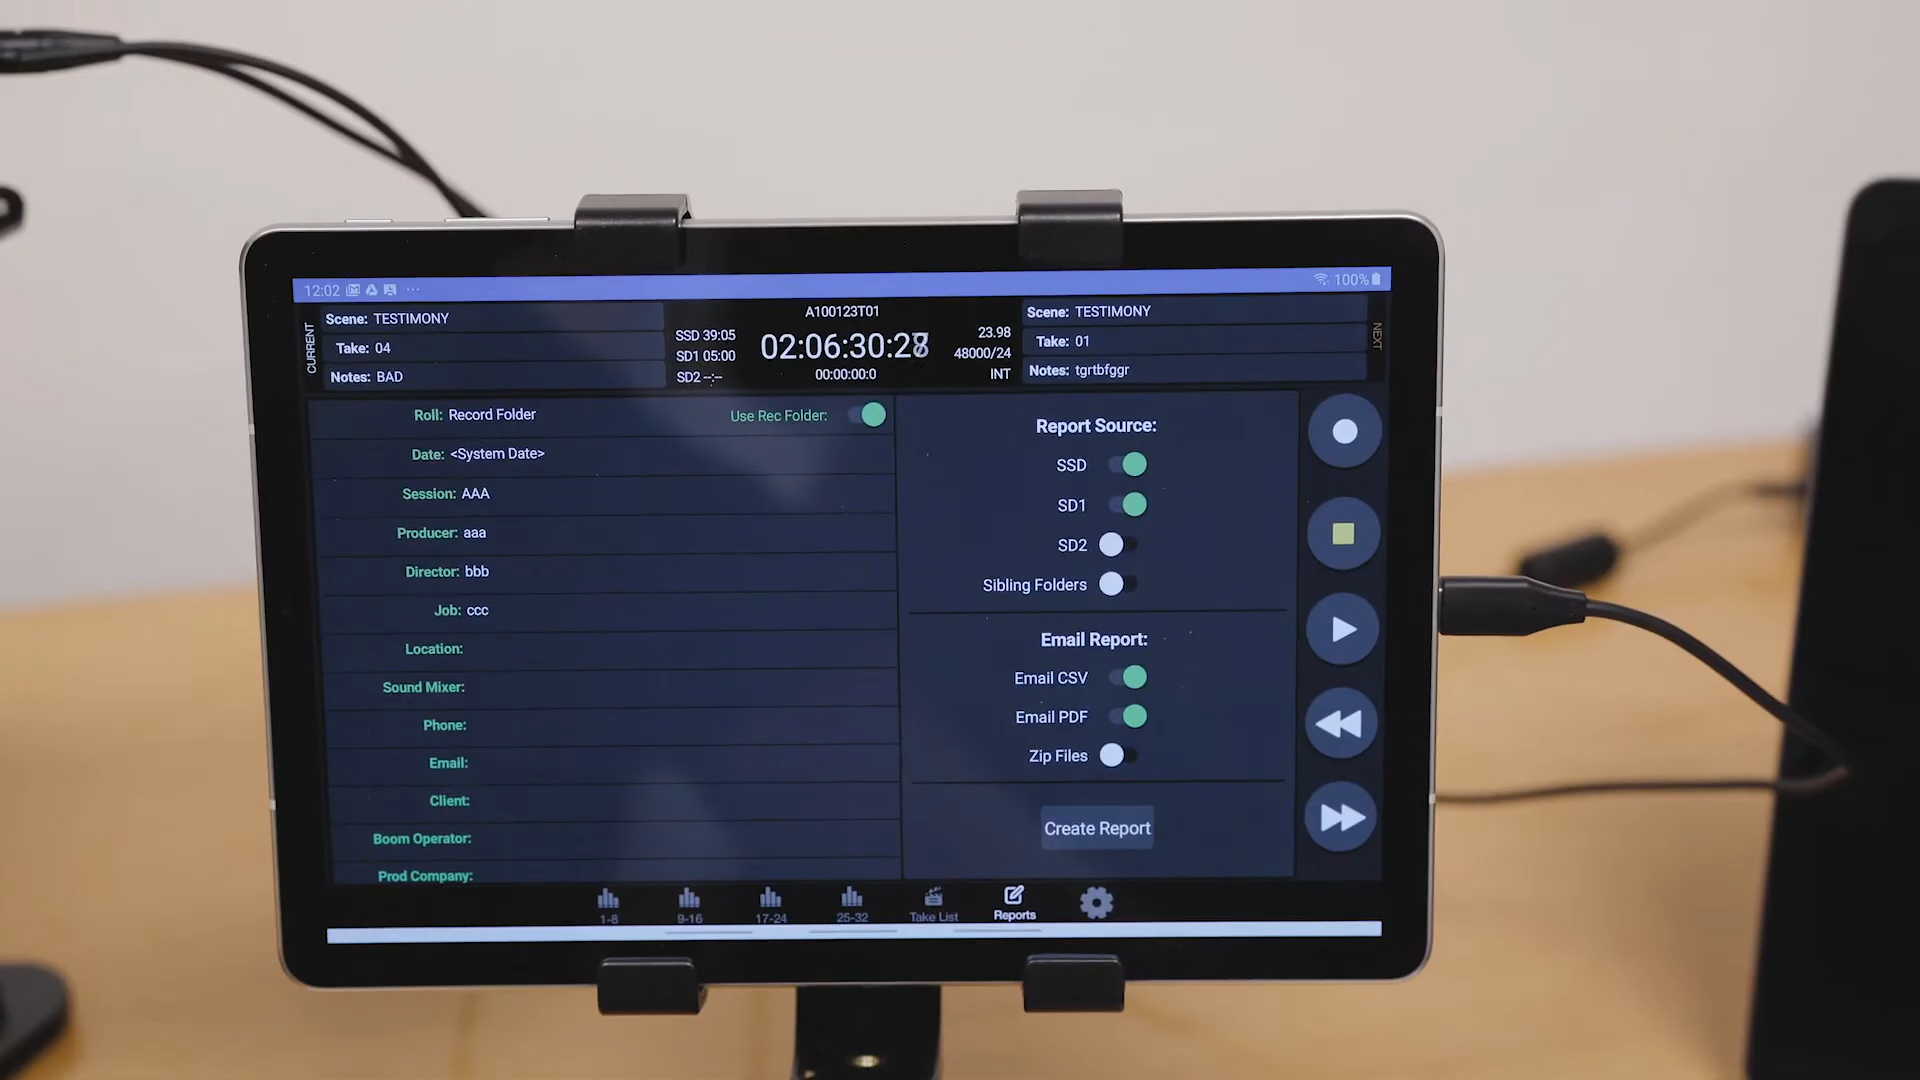 12:02 ... 100%
CURRENT
Scene: TESTIMONY
Take: 04
Notes: BAD
SSD 39:05
SD1 05:00
SD2 --:--
A100123T01
02:06:30:28
00:00:00:0
23.98
48000/24
INT
Scene: TESTIMONY
Take: 01
Notes: tgrtbfggr
NEXT
Roll: Record Folder
Use Rec Folder:
Date: <System Date>
Session: AAA
Producer: aaa
Director: bbb
Job: ccc
Location:
Sound Mixer:
Phone:
Email:
Client:
Boom Operator:
Prod Company:
Report Source:
SSD
SD1
SD2
Sibling Folders
Email Report:
Email CSV
Email PDF
Zip Files
Create Report
1-8
9-16
17-24
25-32
Take List
Reports